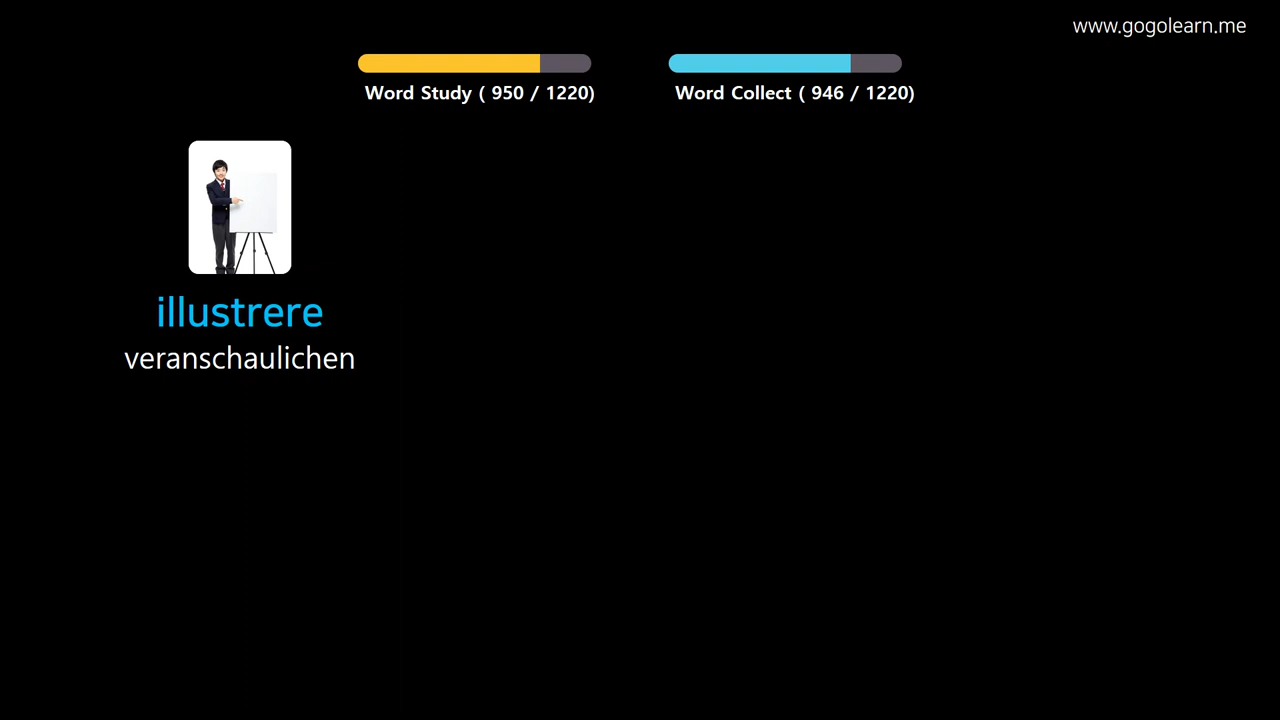 www.gogolearn.me
Word Study ( 950 / 1220)
Word Collect ( 946 / 1220)
illustrere
veranschaulichen